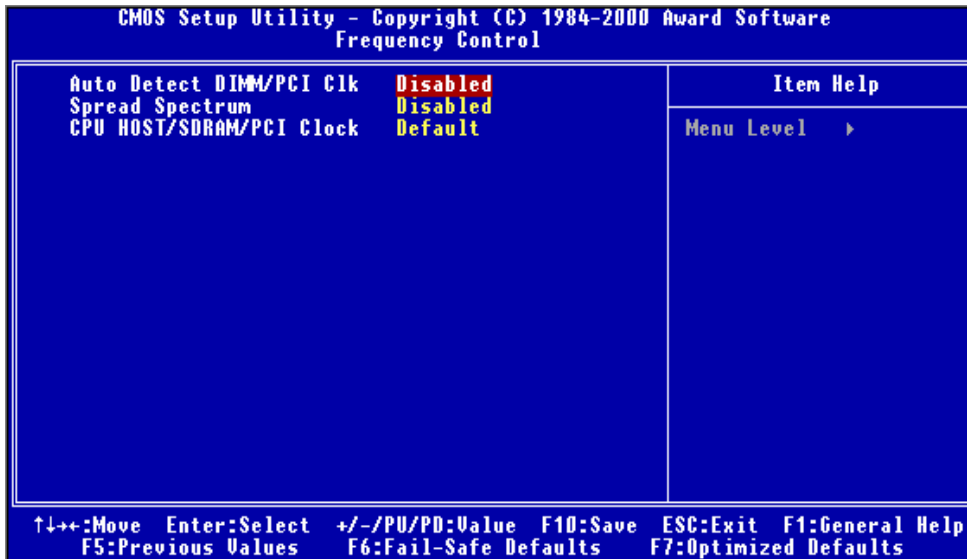 CMOS Setup Utility - Copyright (C) 1984-2000 Award Software
Frequency Control
Auto Detect DIMM/PCI Clk Disabled
Spread Spectrum Disabled
CPU HOST/SDRAM/PCI Clock Default
Item Help
Menu Level ▸
↑↓→←:Move Enter:Select +/-/PU/PD:Value F10:Save ESC:Exit F1:General Help
F5:Previous Values F6:Fail-Safe Defaults F7:Optimized Defaults